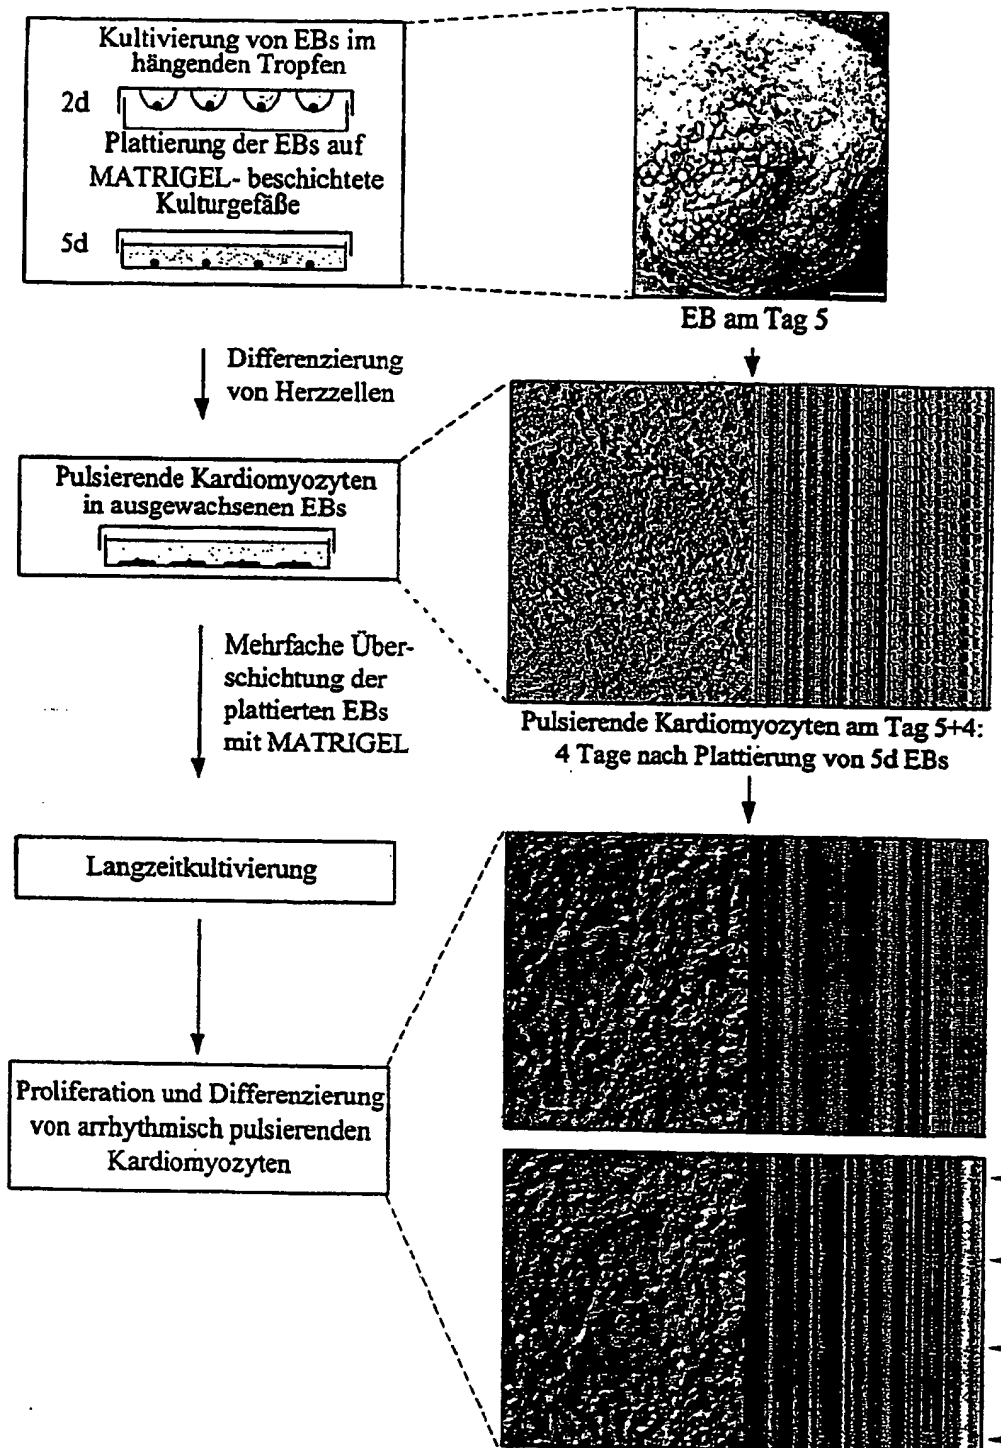 Kultivierung von EBs im
hängenden Tropfen
2d
Plattierung der EBs auf
MATRIGEL- beschichtete
Kulturgefäße
5d
EB am Tag 5
Differenzierung
von Herzzellen
Pulsierende Kardiomyozyten
in ausgewachsenen EBs
Mehrfache Über-
schichtung der
plattierten EBs
mit MATRIGEL
Pulsierende Kardiomyozyten am Tag 5+4:
4 Tage nach Plattierung von 5d EBs
Langzeitkultivierung
Proliferation und Differenzierung
von arrhythmisch pulsierenden
Kardiomyozyten